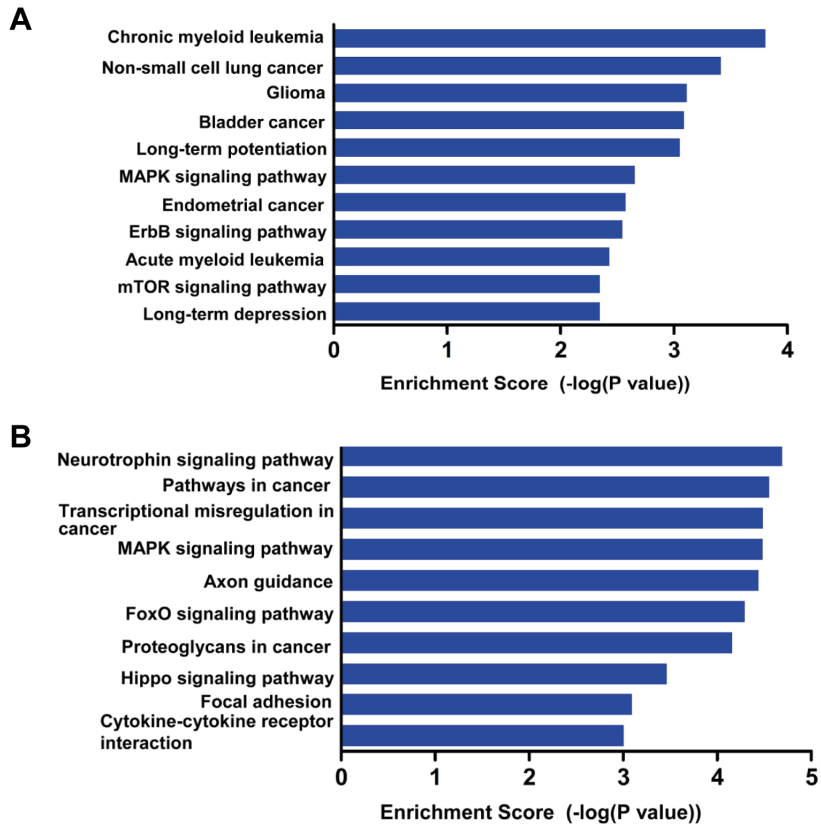 A
Chronic myeloid leukemia
Non-small cell lung cancer
Glioma
Bladder cancer
Long-term potentiation
MAPK signaling pathway
Endometrial cancer
ErbB signaling pathway
Acute myeloid leukemia
mTOR signaling pathway
Long-term depression
0 1 2 3 4
Enrichment Score (-log(P value))
B
Neurotrophin signaling pathway
Pathways in cancer
Transcriptional misregulation in
cancer
MAPK signaling pathway
Axon guidance
FoxO signaling pathway
Proteoglycans in cancer
Hippo signaling pathway
Focal adhesion
Cytokine-cytokine receptor
interaction
0 1 2 3 4 5
Enrichment Score (-log(P value))